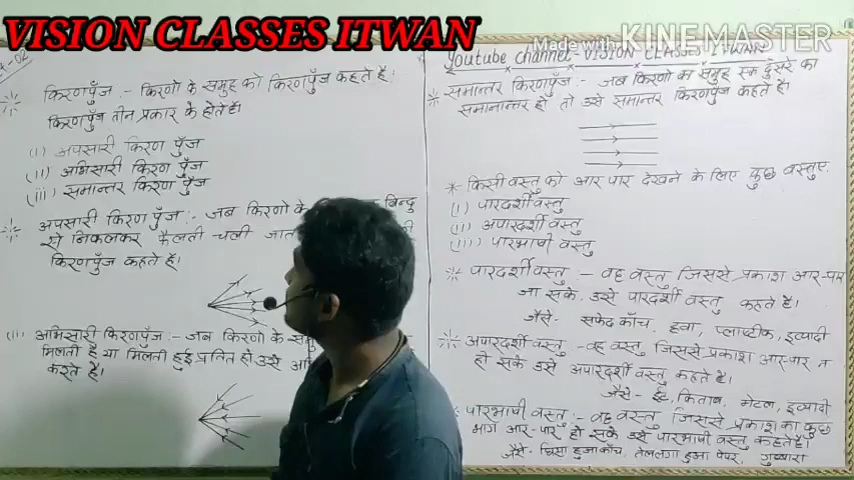 VISION CLASSES ITWAN
Made with KINEMASTER
किरणपुँज :- किरणो के समुह को किरणपुँज कहते हैं।
किरणपुँज तीन प्रकार के होते हैं।
(i) अपसारी किरण पुँज
(ii) अभिसारी किरण पुँज
(iii) समान्तर किरण पुँज
अपसारी किरण पुँज :- जब किरणो के बिन्दु
से निकलकर फैलती चली जात
किरणपुँज कहते हैं।
(ii) अभिसारी किरणपुँज :- जब किरणो के
मिलती है या मिलती हुई प्रतित हो उसे
कहते हैं।
Youtube channel - VISION CLASSES ITWAN
समान्तर किरणपुँज :- जब किरणो का समुह एक दुसरे का
समानान्तर हो तो उसे समान्तर किरणपुँज कहते हैं।
* किसी वस्तु को आर पार देखने के लिए कुछ वस्तुए.
(i) पारदर्शी वस्तु
(ii) अपारदर्शी वस्तु
(iii) पारभाषी वस्तु
पारदर्शी वस्तु - वह वस्तु जिससे प्रकाश आर-पार
जा सके. उसे पारदर्शी वस्तु कहते हैं।
जैसे - सफेद काँच, हवा, प्लाष्टीक, इत्यादी
अपारदर्शी वस्तु - वह वस्तु जिससे प्रकाश आर-पार न
हो सके उसे अपारदर्शी वस्तु कहते हैं।
जैसे - ईट, किताब, मेटल, इत्यादी
पारभाषी वस्तु :- वह वस्तु जिससे प्रकाश का कुछ
भाग आर-पार हो सके उसे पारभाषी वस्तु कहते हैं।
जैसे - घिसा हुआ काँच, तेल लगा हुआ पेपर, गुब्बारा